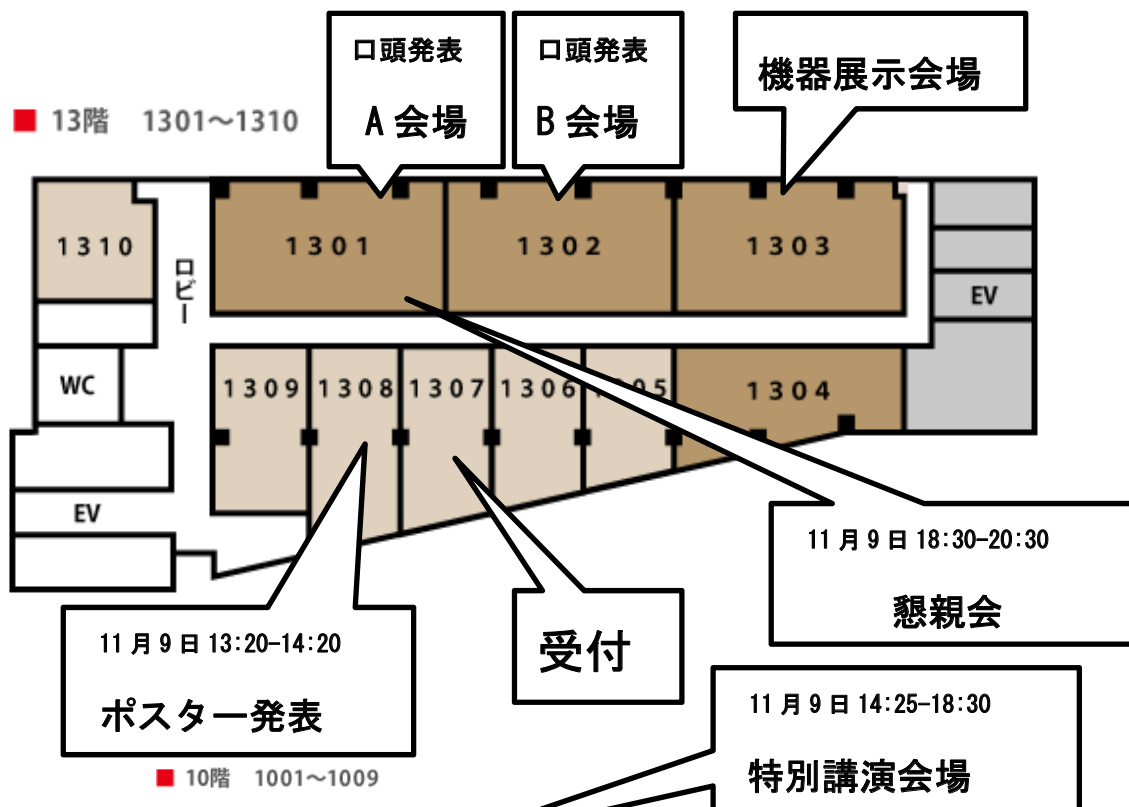 口頭発表
A 会場
口頭発表
B 会場
機器展示会場
■ 13階 1301～1310
1310
ロビー
1301
1302
1303
EV
WC
1309
1308
1307
1306
1304
EV
11 月 9 日 18:30-20:30
懇親会
11 月 9 日 13:20-14:20
ポスター発表
受付
11 月 9 日 14:25-18:30
特別講演会場
■ 10階 1001～1009